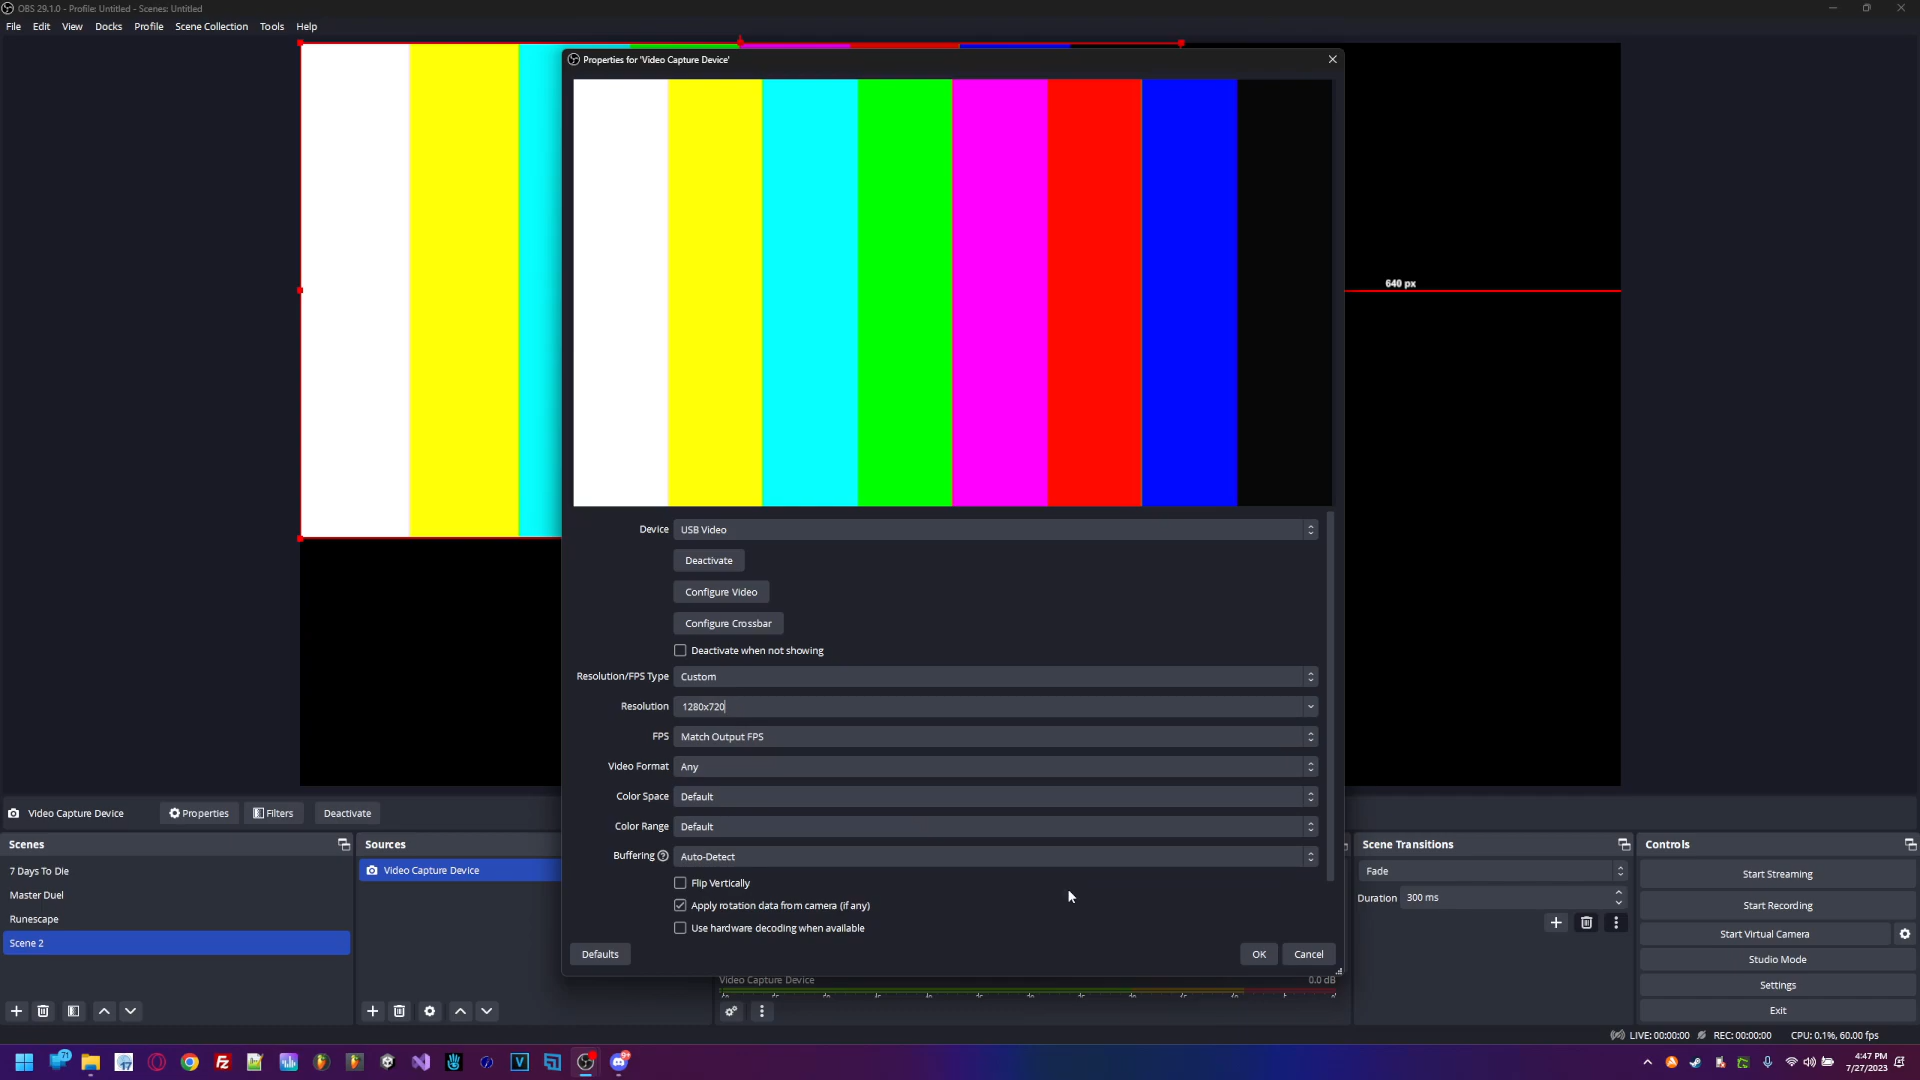 OBS 29.1.0 - Profile: Untitled - Scenes: Untitled
File Edit View Docks Profile Scene Collection Tools Help
Properties for 'Video Capture Device'
640 px
Device USB Video
Deactivate
Configure Video
Configure Crossbar
Deactivate when not showing
Resolution/FPS Type Custom
Resolution 1280x720
FPS Match Output FPS
Video Format Any
Color Space Default
Color Range Default
Buffering Auto-Detect
Flip Vertically
Apply rotation data from camera (if any)
Use hardware decoding when available
Defaults OK Cancel
Video Capture Device Properties Filters Deactivate
Scenes
7 Days To Die
Master Duel
Runescape
Scene 2
Sources
Video Capture Device
Video Capture Device 0.0 dB
Scene Transitions
Fade
Duration 300 ms
Controls
Start Streaming
Start Recording
Start Virtual Camera
Studio Mode
Settings
Exit
LIVE: 00:00:00 REC: 00:00:00 CPU: 0.1%, 60.00 fps
4:47 PM
7/27/2023